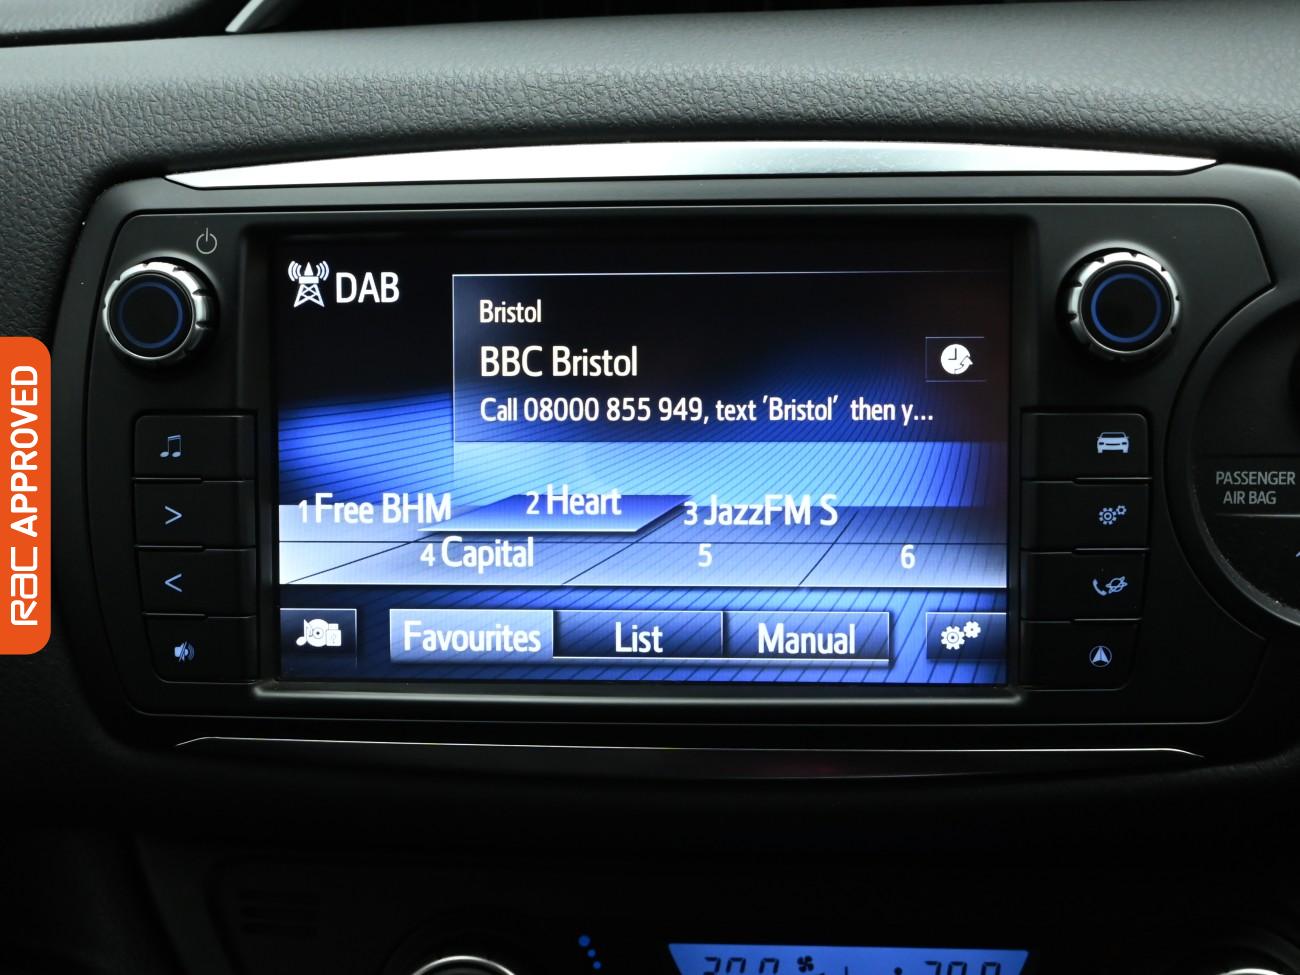 DAB
Bristol
BBC Bristol
Call 08000 855 949, text 'Bristol' then y...
1 Free BHM 2 Heart 3 JazzFM S
4 Capital 5 6
Favourites List Manual
PASSENGER
AIR BAG
RAC APPROVED